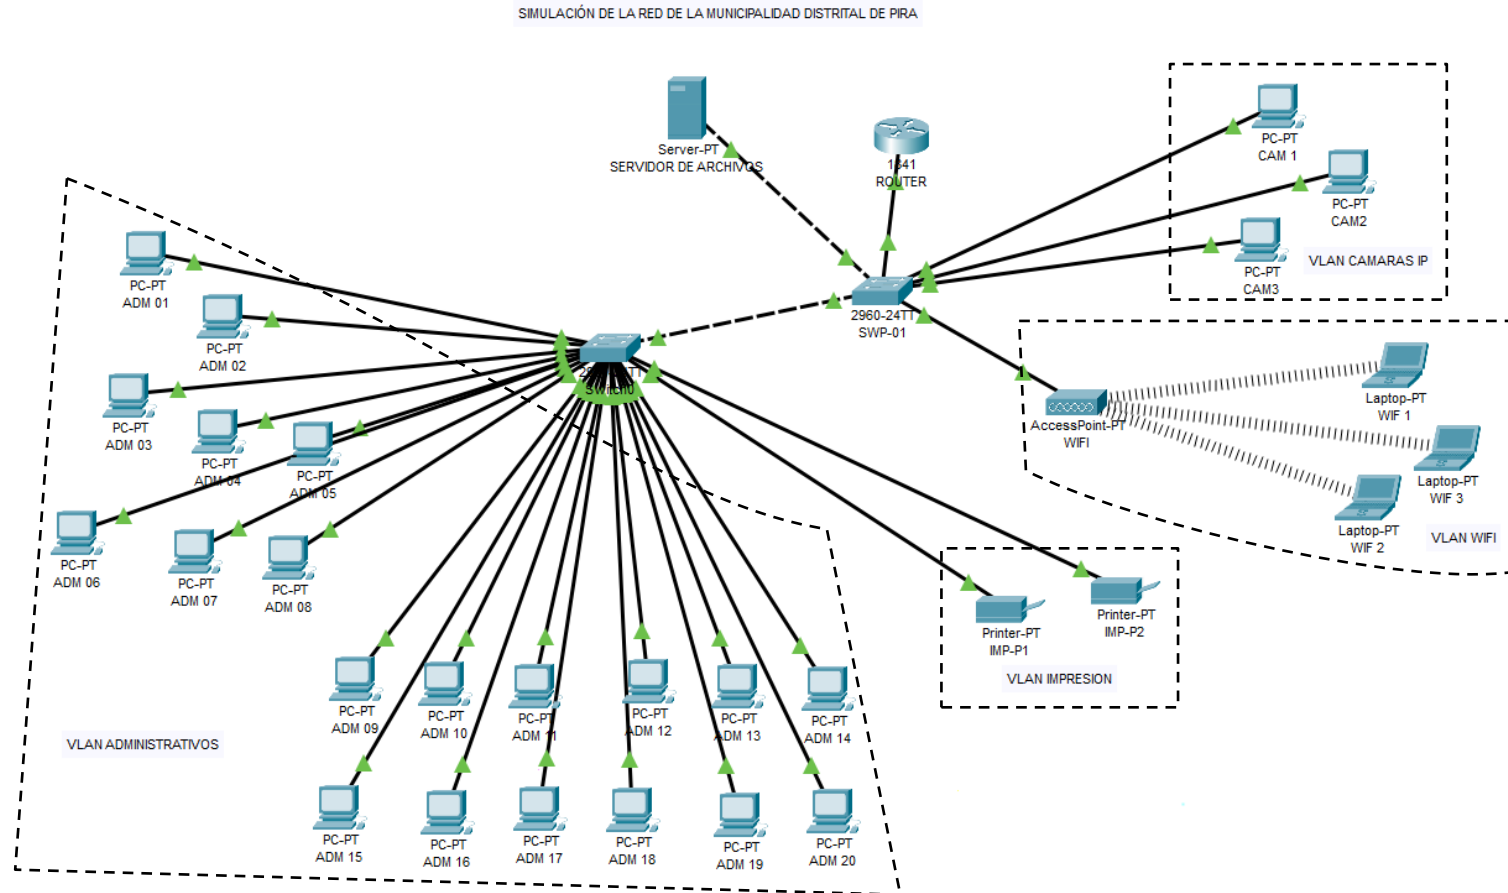 SIMULACIÓN DE LA RED DE LA MUNICIPALIDAD DISTRITAL DE PIRA
Server-PT
SERVIDOR DE ARCHIVOS
1841
ROUTER
PC-PT
CAM 1
PC-PT
CAM2
PC-PT
CAM3
VLAN CAMARAS IP
2960-24TT
SWP-01
2960-24TT
Switch0
AccessPoint-PT
WIFI
Laptop-PT
WIF 1
Laptop-PT
WIF 3
Laptop-PT
WIF 2
VLAN WIFI
PC-PT
ADM 01
PC-PT
ADM 02
PC-PT
ADM 03
PC-PT
ADM 04
PC-PT
ADM 05
PC-PT
ADM 06
PC-PT
ADM 07
PC-PT
ADM 08
Printer-PT
IMP-P1
Printer-PT
IMP-P2
VLAN IMPRESION
PC-PT
ADM 09
PC-PT
ADM 10
PC-PT
ADM 11
PC-PT
ADM 12
PC-PT
ADM 13
PC-PT
ADM 14
VLAN ADMINISTRATIVOS
PC-PT
ADM 15
PC-PT
ADM 16
PC-PT
ADM 17
PC-PT
ADM 18
PC-PT
ADM 19
PC-PT
ADM 20